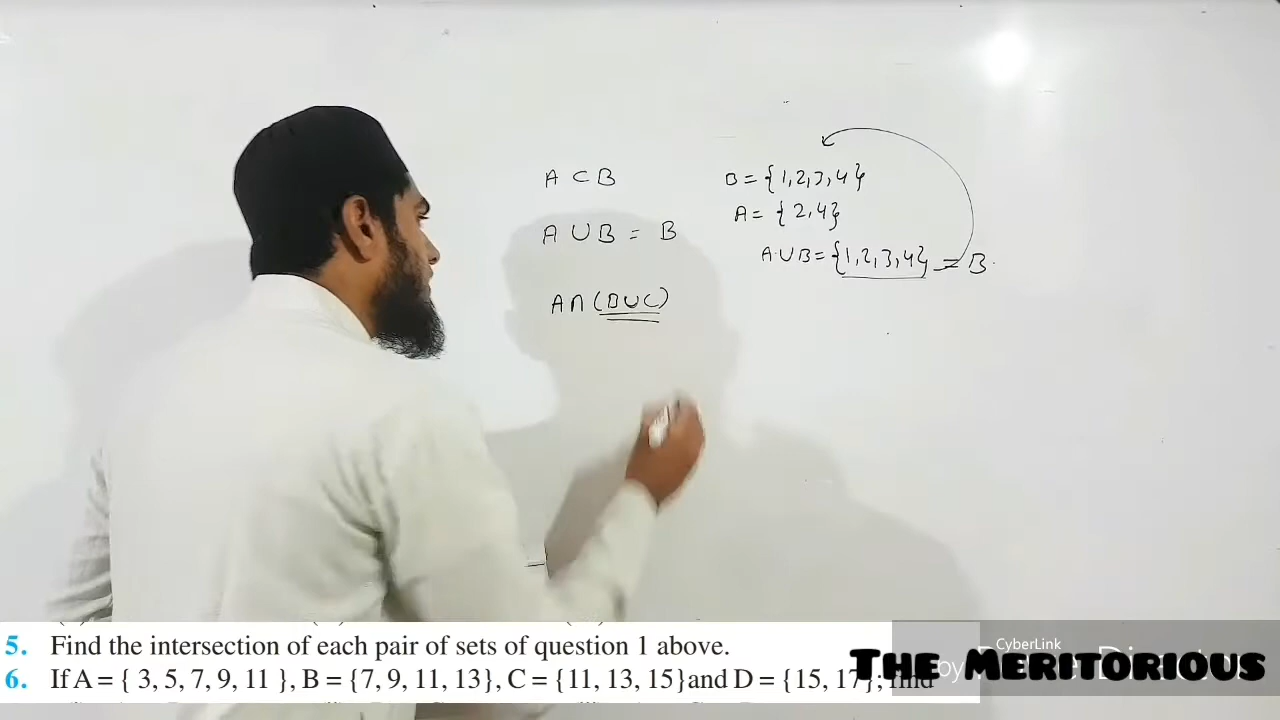 A ⊂ B
A ∪ B = B
A ∩ (B ∪ C)
B = {1,2,3,4}
A = {2,4}
A ∪ B = {1,2,3,4} = B.
5. Find the intersection of each pair of sets of question 1 above.
6. If A = { 3, 5, 7, 9, 11 }, B = {7, 9, 11, 13}, C = {11, 13, 15}and D = {15, 17}; find
CyberLink
by
The Meritorious